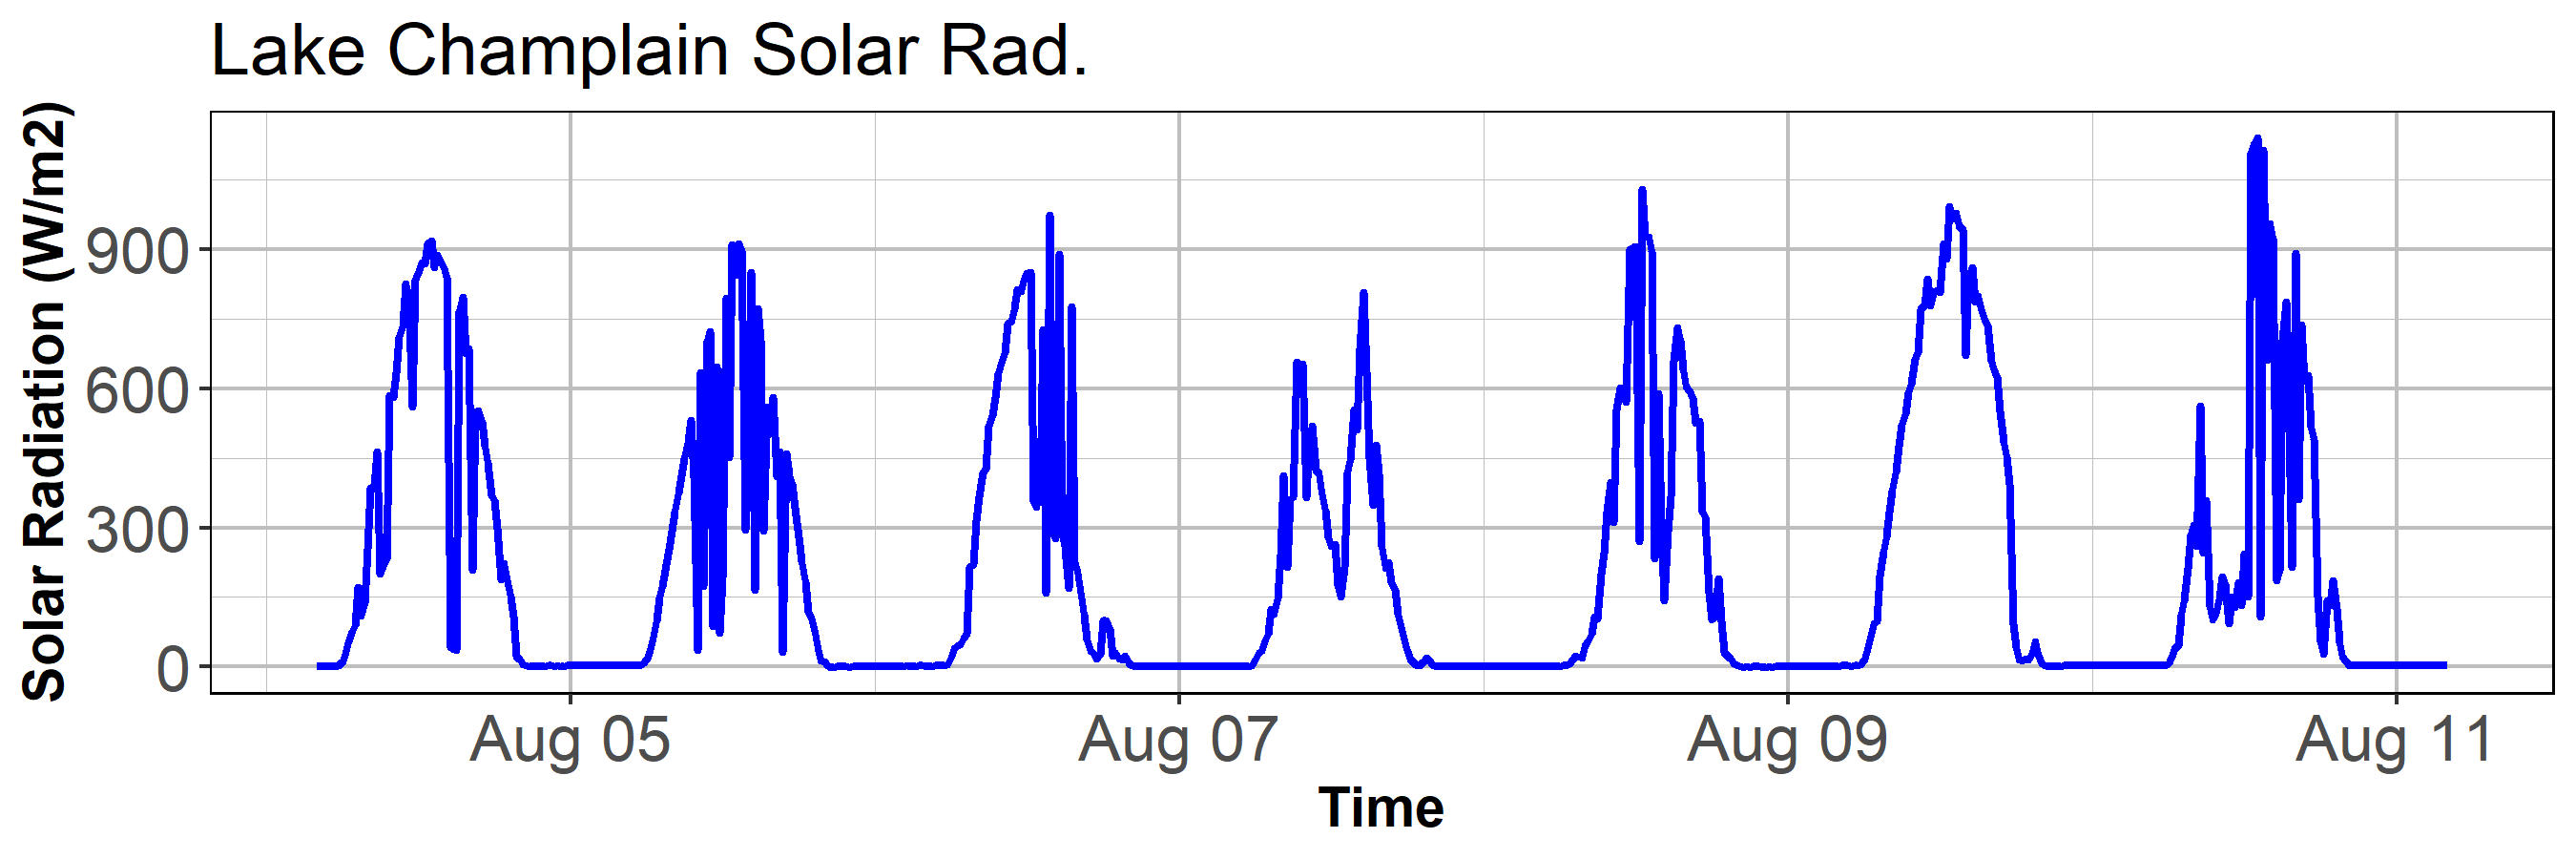 Lake Champlain Solar Rad.
Solar Radiation (W/m2)
900
600
300
0
Aug 05 Aug 07 Aug 09 Aug 11
Time